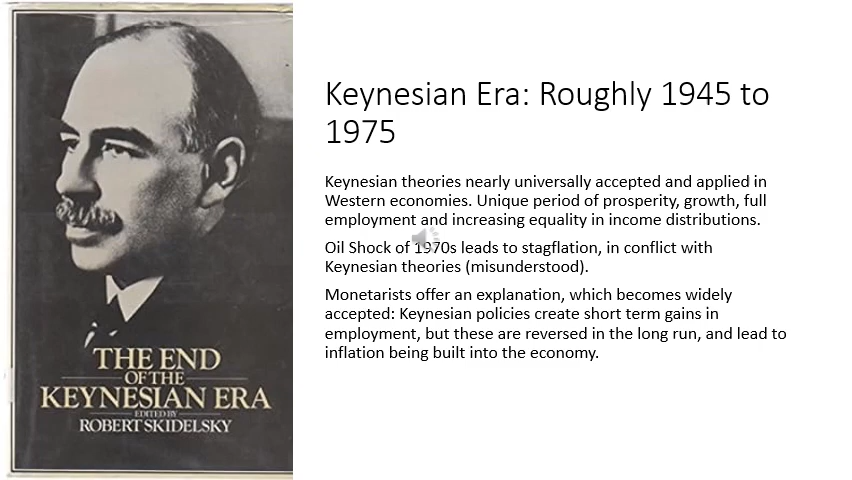 THE END
OF THE
KEYNESIAN ERA
EDITED BY
ROBERT SKIDELSKY
Keynesian Era: Roughly 1945 to
1975
Keynesian theories nearly universally accepted and applied in
Western economies. Unique period of prosperity, growth, full
employment and increasing equality in income distributions.
Oil Shock of 1970s leads to stagflation, in conflict with
Keynesian theories (misunderstood).
Monetarists offer an explanation, which becomes widely
accepted: Keynesian policies create short term gains in
employment, but these are reversed in the long run, and lead to
inflation being built into the economy.